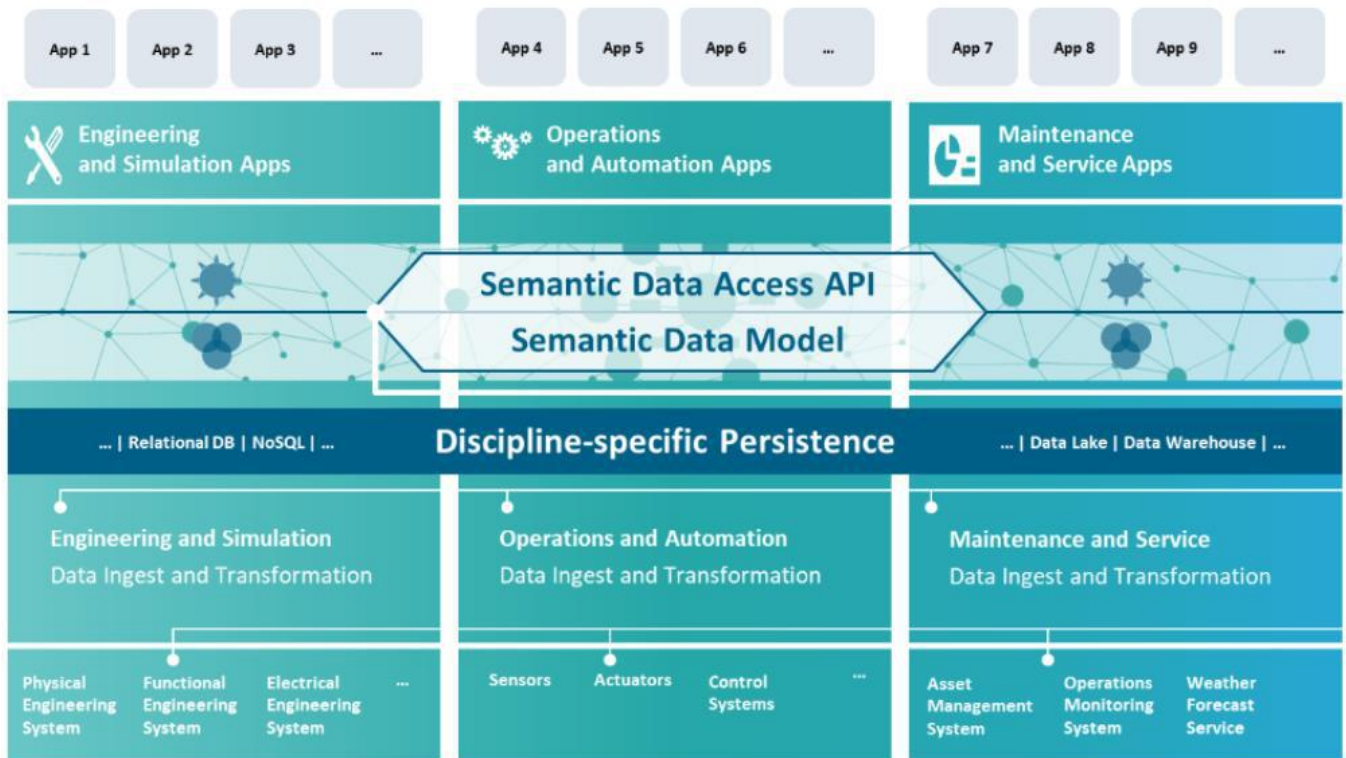 App 1 App 2 App 3 ... App 4 App 5 App 6 ... App 7 App 8 App 9 ...
Engineering
and Simulation Apps
Operations
and Automation Apps
Maintenance
and Service Apps
Semantic Data Access API
Semantic Data Model
... | Relational DB | NoSQL | ... Discipline-specific Persistence ... | Data Lake | Data Warehouse | ...
Engineering and Simulation
Data Ingest and Transformation
Operations and Automation
Data Ingest and Transformation
Maintenance and Service
Data Ingest and Transformation
Physical
Engineering
System
Functional
Engineering
System
Electrical
Engineering
System
...
Sensors
Actuators
Control
Systems
...
Asset
Management
System
Operations
Monitoring
System
Weather
Forecast
Service